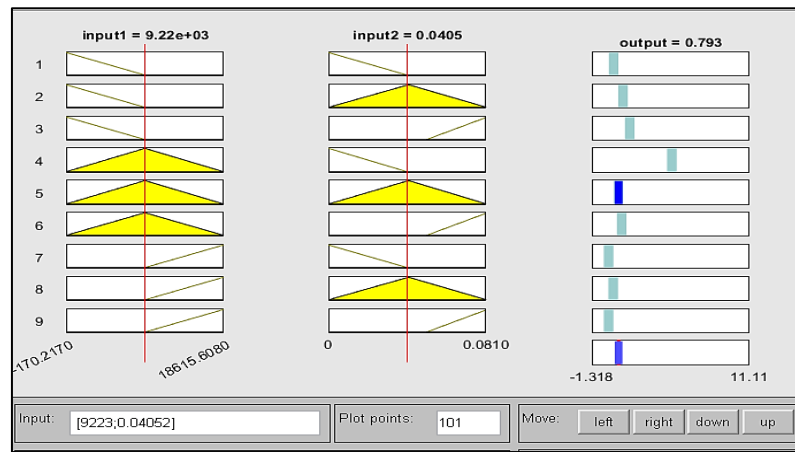 input1 = 9.22e+03
input2 = 0.0405
output = 0.793
1
2
3
4
5
6
7
8
9
-170.2170
18615.6080
0
0.0810
-1.318
11.11
Input:
[9223;0.04052]
Plot points:
101
Move:
left
right
down
up